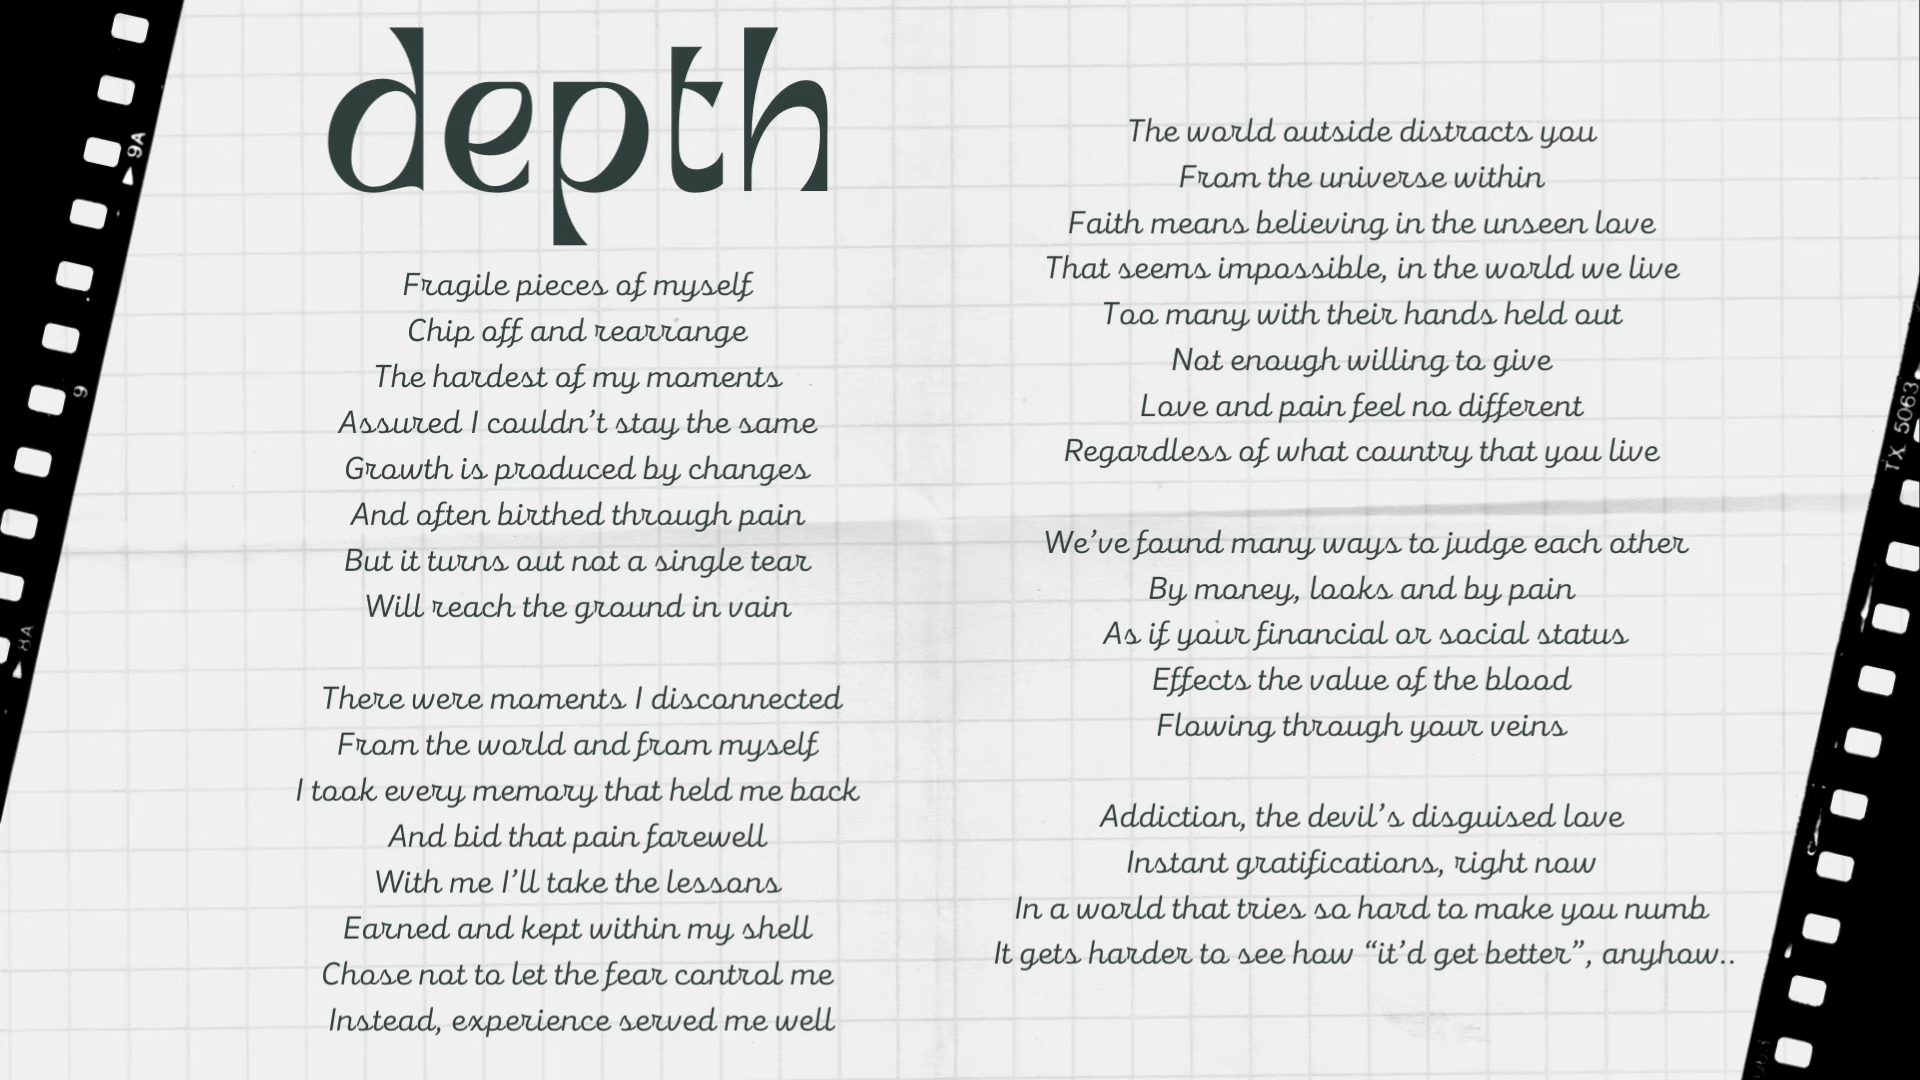 depth
Fragile pieces of myself
Chip off and rearrange
The hardest of my moments
Assured I couldn’t stay the same
Growth is produced by changes
And often birthed through pain
But it turns out not a single tear
Will reach the ground in vain
There were moments I disconnected
From the world and from myself
I took every memory that held me back
And bid that pain farewell
With me I’ll take the lessons
Earned and kept within my shell
Chose not to let the fear control me
Instead, experience served me well
The world outside distracts you
From the universe within
Faith means believing in the unseen love
That seems impossible, in the world we live
Too many with their hands held out
Not enough willing to give
Love and pain feel no different
Regardless of what country that you live
We’ve found many ways to judge each other
By money, looks and by pain
As if your financial or social status
Effects the value of the blood
Flowing through your veins
Addiction, the devil’s disguised love
Instant gratifications, right now
In a world that tries so hard to make you numb
It gets harder to see how “it’d get better”, anyhow..
9A
9
8A
TX 5063